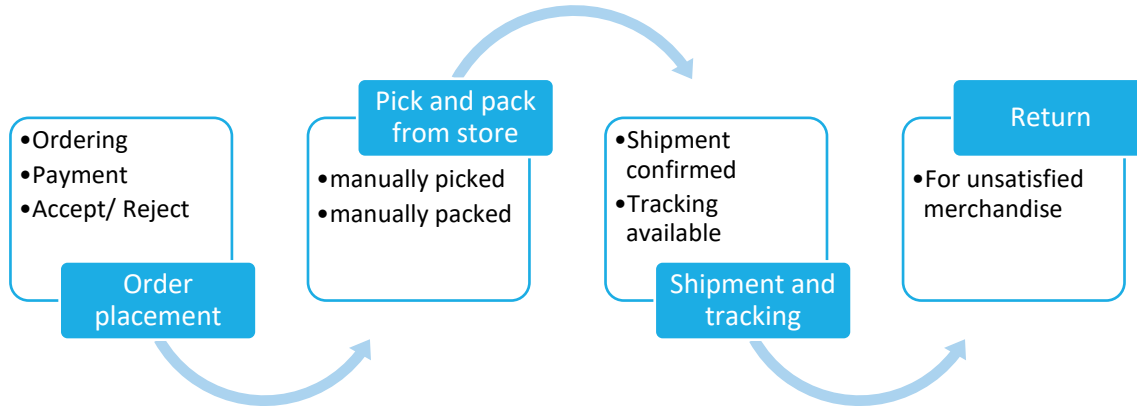 •Ordering
•Payment
•Accept/ Reject
Order
placement
Pick and pack
from store
•manually picked
•manually packed
•Shipment
confirmed
•Tracking
available
Shipment and
tracking
Return
•For unsatisfied
merchandise